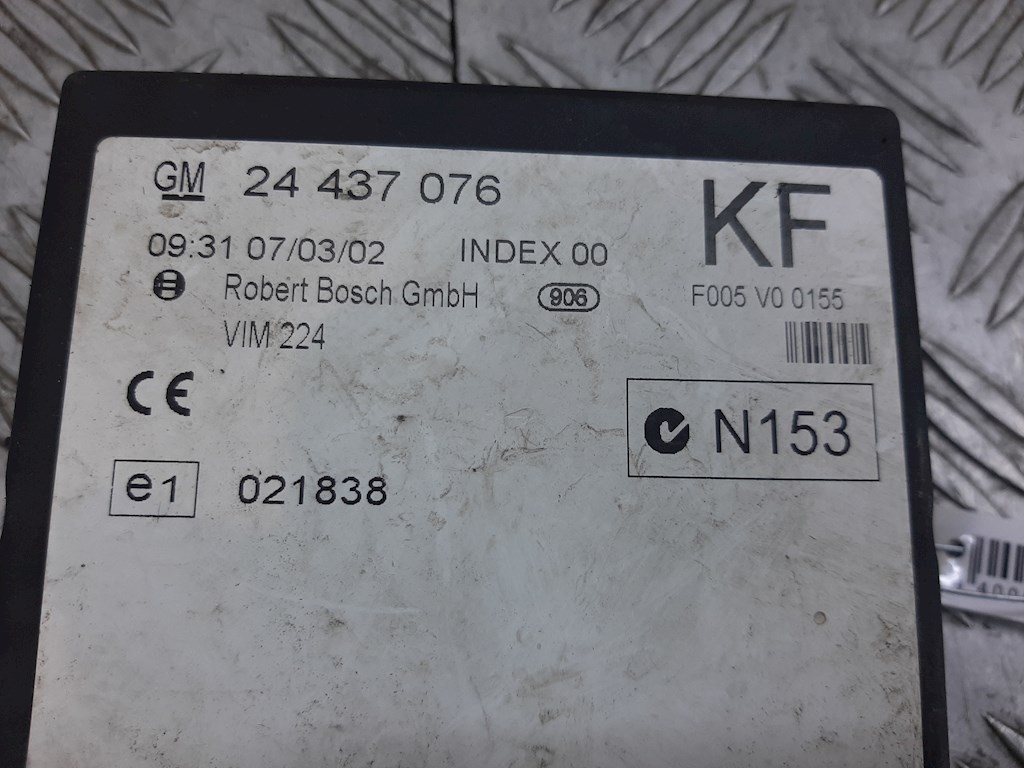 GM 24 437 076
KF
09:31 07/03/02 INDEX 00
Robert Bosch GmbH 906
F005 V0 0155
VIM 224
CE
N153
e1 021838